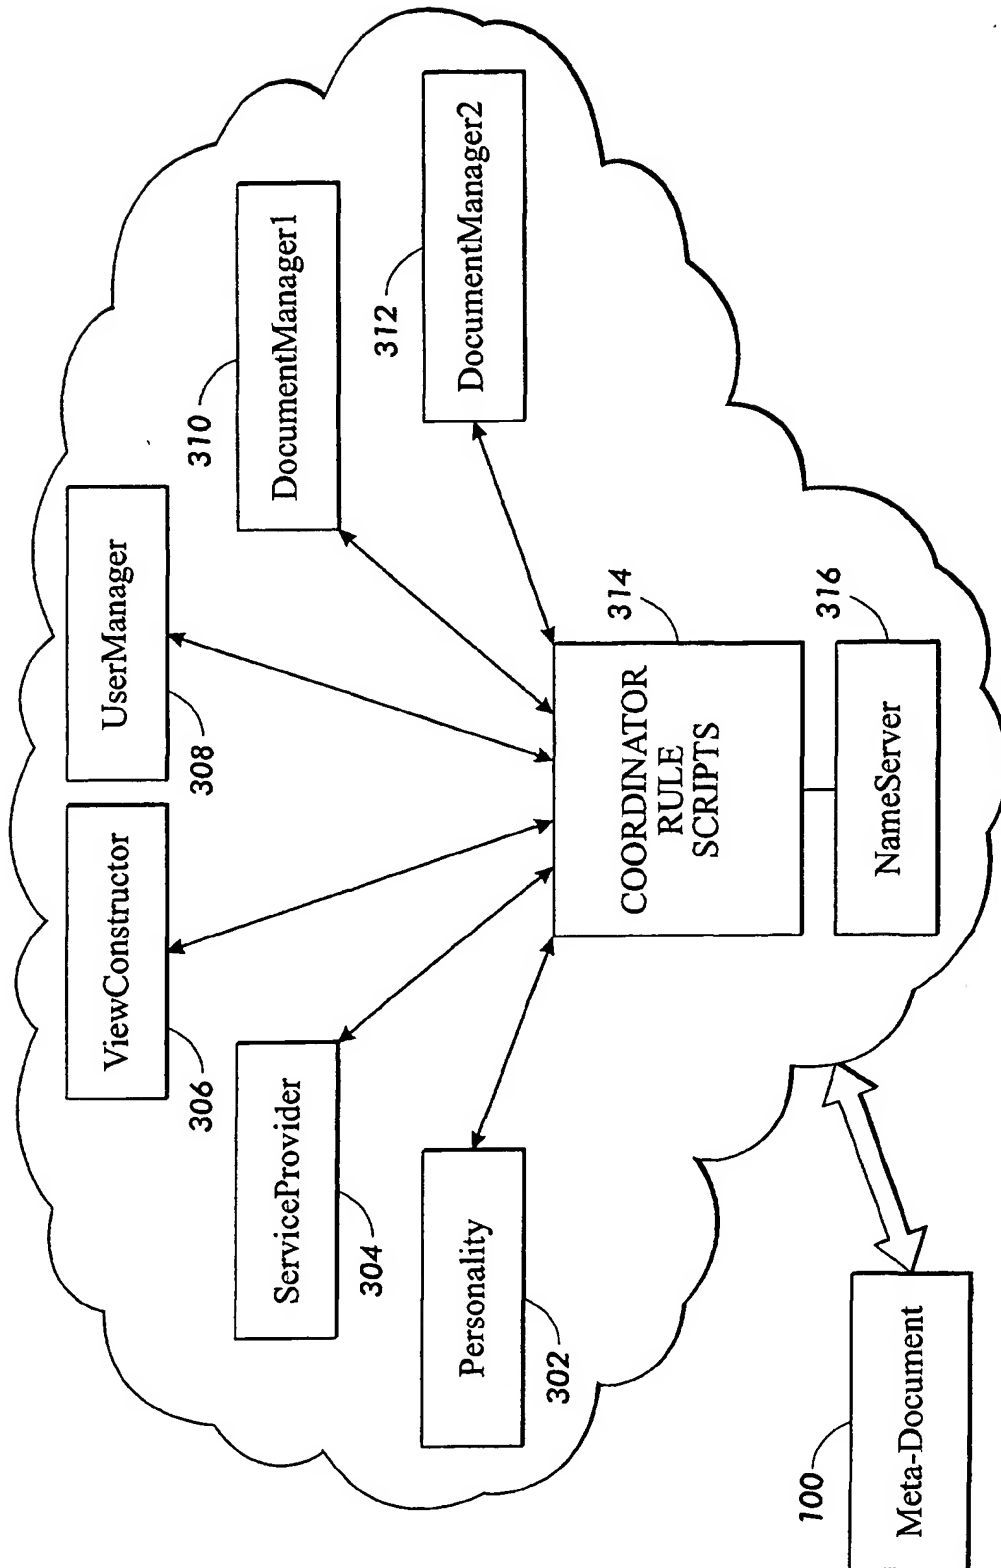 ViewConstructor
306
UserManager
308
ServiceProvider
304
310
DocumentManager1
Personality
302
312
DocumentManager2
COORDINATOR
RULE
SCRIPTS
314
NameServer
316
100
Meta-Document